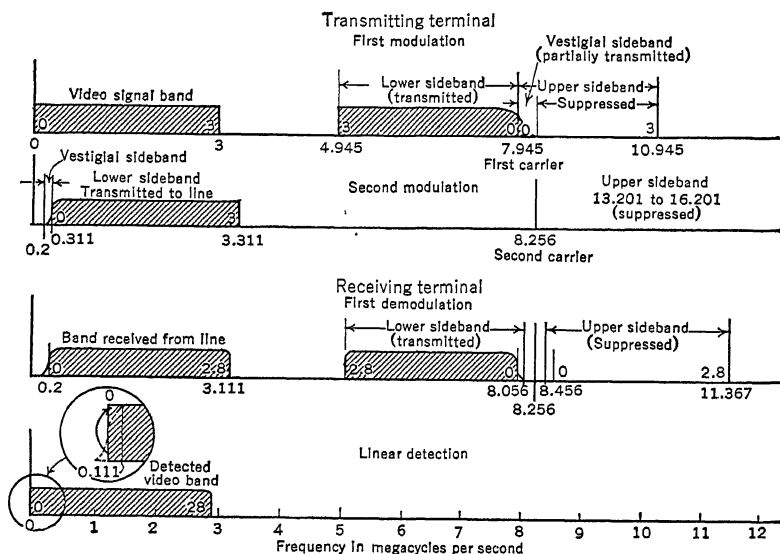 Transmitting terminal
First modulation
Vestigial sideband
(partially transmitted)
Video signal band
Lower sideband
(transmitted)
Upper sideband
Suppressed
0 3 3 0 0 3
0 3 4.945 7.945 10.945
First carrier
Vestigial sideband
Lower sideband
Transmitted to line
Second modulation
Upper sideband
13.201 to 16.201
(suppressed)
0 3
0.2 0.311 3.311 8.256
Second carrier
Receiving terminal
First demodulation
Band received from line
Lower sideband
(transmitted)
Upper sideband
(Suppressed)
0 2.8 2.8 0 0 2.8
0.2 3.111 8.056 8.256 8.456 11.367
0
0.111
Linear detection
Detected
video band
0 28
0 1 2 3 4 5 6 7 8 9 10 11 12
Frequency in megacycles per second